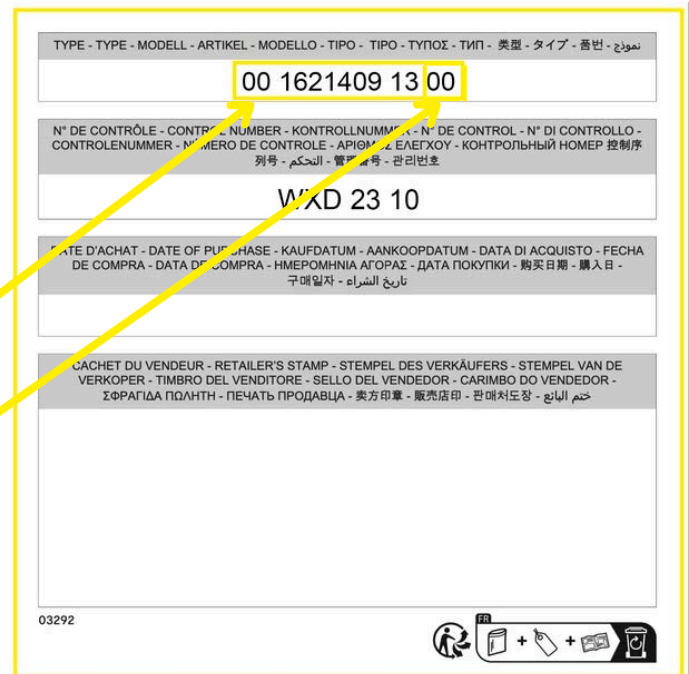 TYPE - TYPE - MODELL - ARTIKEL - MODELLO - TIPO - TIPO - ΤΥΠΟΣ - ТИП - 类型 - タイプ - 품번 - نموذج
00 1621409 13 00
N° DE CONTRÔLE - CONTROL NUMBER - KONTROLLNUMMER - N° DE CONTROL - N° DI CONTROLLO -
CONTROLENUMMER - NÚMERO DE CONTROLE - ΑΡΙΘΜΟΣ ΕΛΕΓΧΟΥ - КОНТРОЛЬНЫЙ НОМЕР 控制序
列号 - التحكم - 管理番号 - 관리번호
WXD 23 10
DATE D'ACHAT - DATE OF PURCHASE - KAUFDATUM - AANKOOPDATUM - DATA DI ACQUISTO - FECHA
DE COMPRA - DATA DE COMPRA - ΗΜΕΡΟΜΗΝΙΑ ΑΓΟΡΑΣ - ДАТА ПОКУПКИ - 购买日期 - 購入日 -
구매일자 - تاريخ الشراء
CACHET DU VENDEUR - RETAILER'S STAMP - STEMPEL DES VERKÄUFERS - STEMPEL VAN DE
VERKOPER - TIMBRO DEL VENDITORE - SELLO DEL VENDEDOR - CARIMBO DO VENDEDOR -
ΣΦΡΑΓΙΔΑ ΠΩΛΗΤΗ - ПЕЧАТЬ ПРОДАВЦА - 卖方印章 - 販売店印 - 판매처도장 - ختم البائع
03292
FR